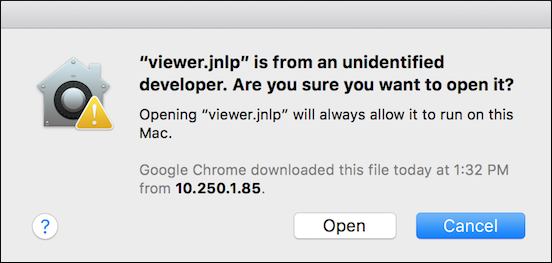 “viewer.jnlp” is from an unidentified
developer. Are you sure you want to open it?
Opening “viewer.jnlp” will always allow it to run on this
Mac.
Google Chrome downloaded this file today at 1:32 PM
from 10.250.1.85.
?
Open
Cancel